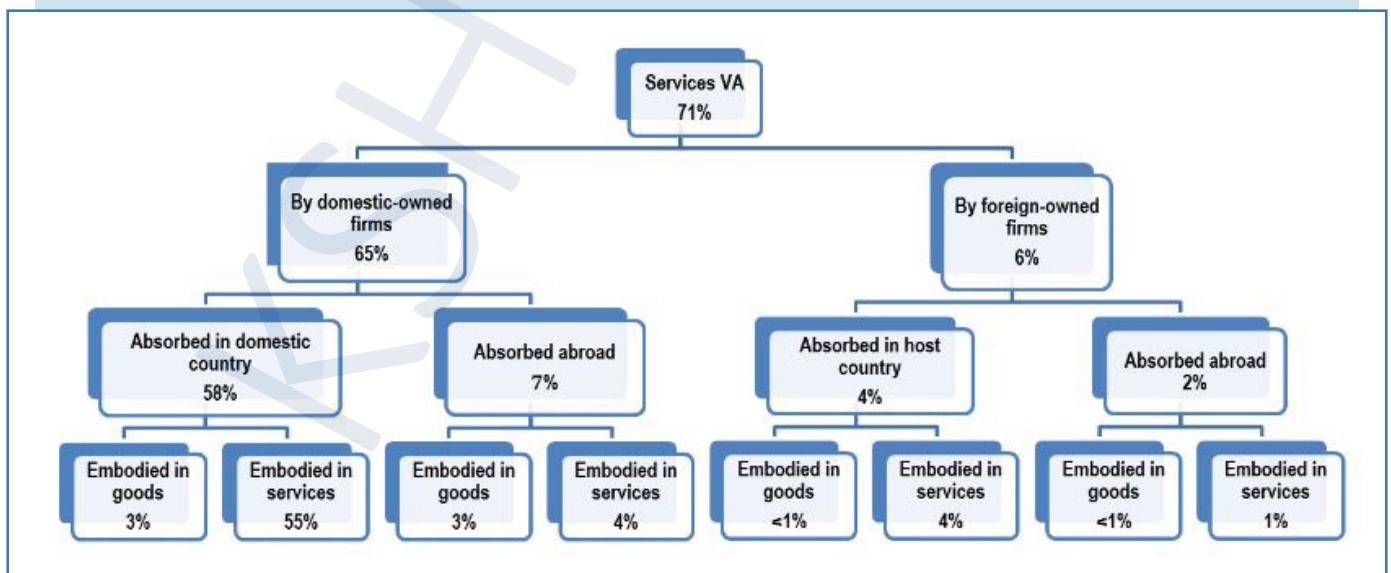 Services VA
71%
By domestic-owned
firms
65%
By foreign-owned
firms
6%
Absorbed in domestic
country
58%
Absorbed abroad
7%
Absorbed in host
country
4%
Absorbed abroad
2%
Embodied in
goods
3%
Embodied in
services
55%
Embodied in
goods
3%
Embodied in
services
4%
Embodied in
goods
<1%
Embodied in
services
4%
Embodied in
goods
<1%
Embodied in
services
1%
KSH